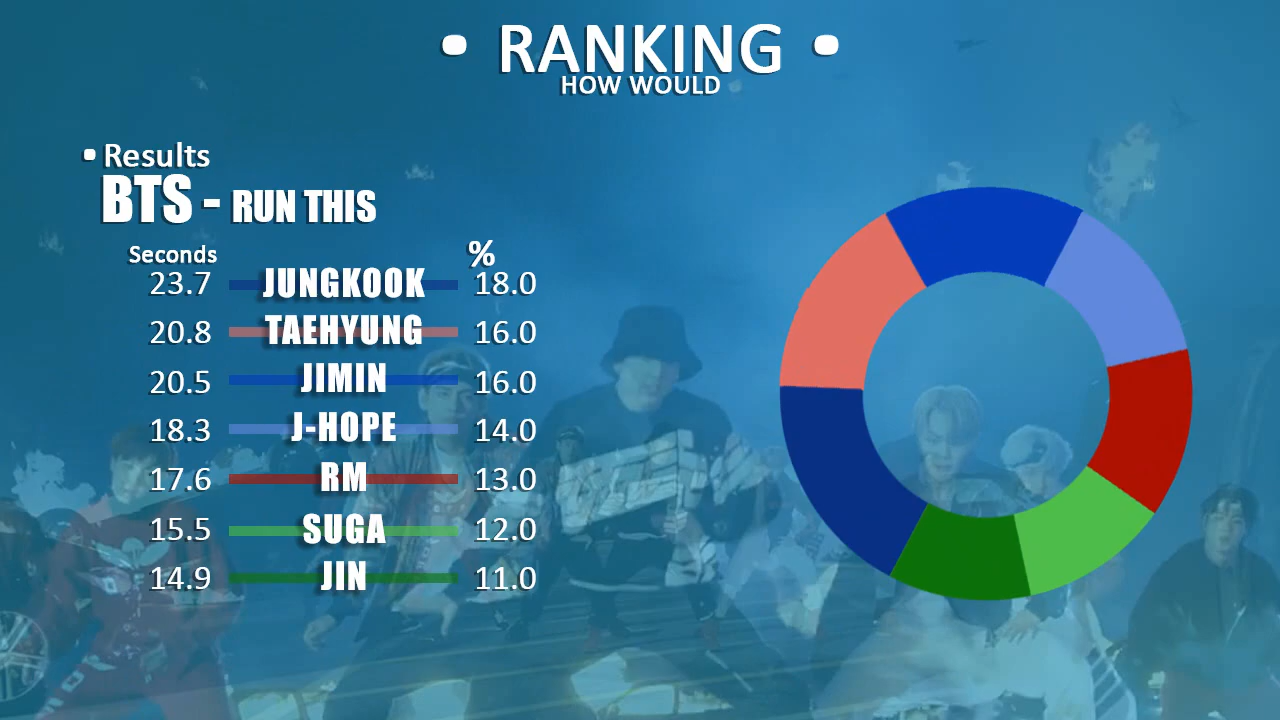 • RANKING •
HOW WOULD
• Results
BTS - RUN THIS
Seconds %
23.7 JUNGKOOK 18.0
20.8 TAEHYUNG 16.0
20.5 JIMIN 16.0
18.3 J-HOPE 14.0
17.6 RM 13.0
15.5 SUGA 12.0
14.9 JIN 11.0